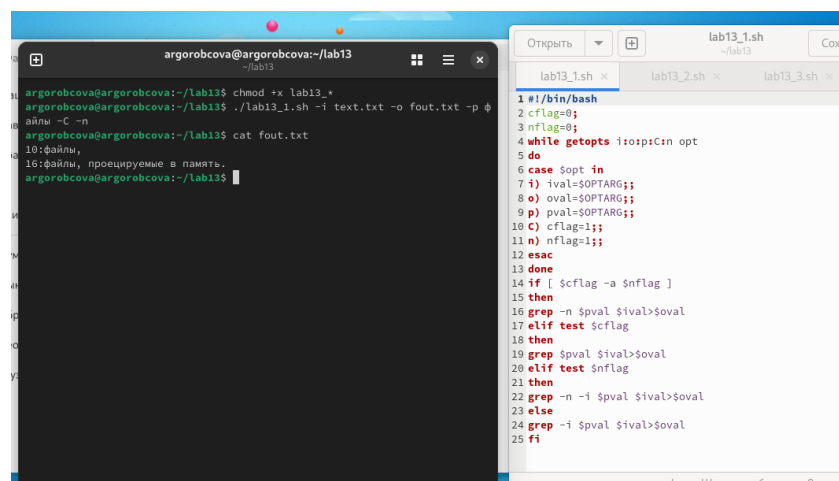 argorobcova@argorobcova:~/lab13
~/lab13
argorobcova@argorobcova:~/lab13$ chmod +x lab13_*
argorobcova@argorobcova:~/lab13$ ./lab13_1.sh -i text.txt -o fout.txt -p ф
айлы -C -n
argorobcova@argorobcova:~/lab13$ cat fout.txt
10:файлы,
16:файлы, проецируемые в память.
argorobcova@argorobcova:~/lab13$
Открыть
lab13_1.sh
~/lab13
lab13_1.sh ×
lab13_2.sh ×
lab13_3.sh ×
1 #!/bin/bash
2 cflag=0;
3 nflag=0;
4 while getopts i:o:p:C:n opt
5 do
6 case $opt in
7 i) ival=$OPTARG;;
8 o) oval=$OPTARG;;
9 p) pval=$OPTARG;;
10 C) cflag=1;;
11 n) nflag=1;;
12 esac
13 done
14 if [ $cflag -a $nflag ]
15 then
16 grep -n $pval $ival>$oval
17 elif test $cflag
18 then
19 grep $pval $ival>$oval
20 elif test $nflag
21 then
22 grep -n -i $pval $ival>$oval
23 else
24 grep -i $pval $ival>$oval
25 fi